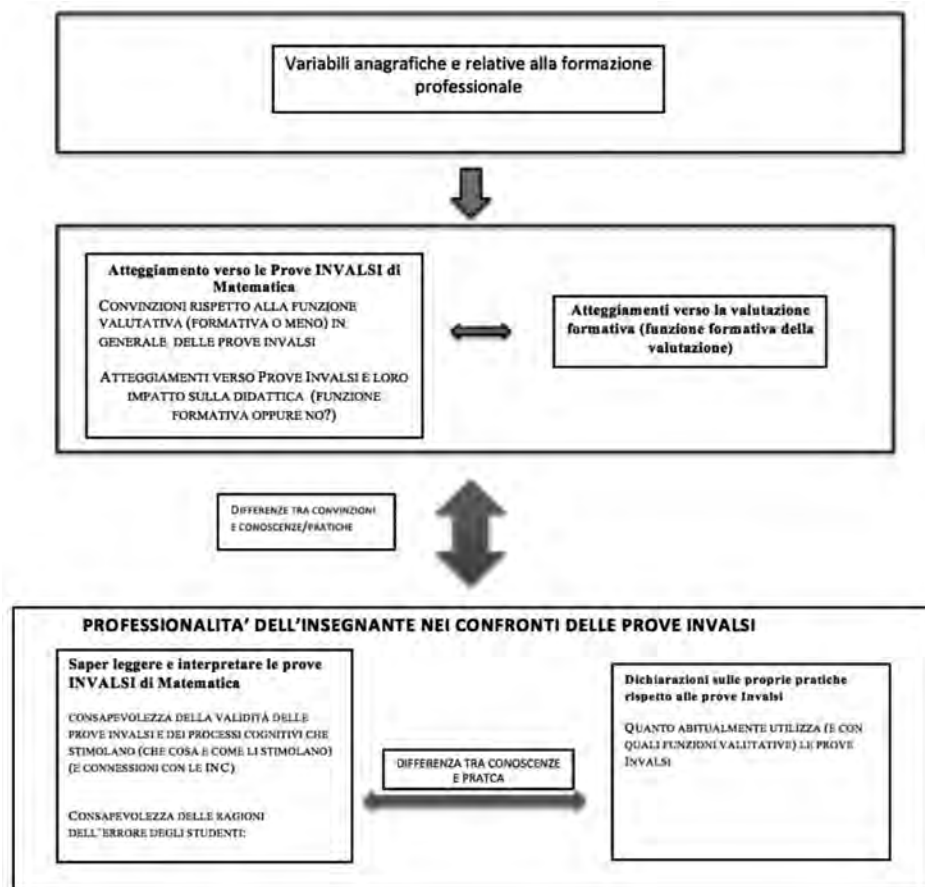 Variabili anagrafiche e relative alla formazione
professionale
Atteggiamento verso le Prove INVALSI di
Matematica
CONVINZIONI RISPETTO ALLA FUNZIONE
VALUTATIVA (FORMATIVA O MENO) IN
GENERALE DELLE PROVE INVALSI
ATTEGGIAMENTI VERSO PROVE INVALSI E LORO
IMPATTO SULLA DIDATTICA (FUNZIONE
FORMATIVA OPPURE NO?)
Atteggiamenti verso la valutazione
formativa (funzione formativa della
valutazione)
DIFFERENZE TRA CONVINZIONI
E CONOSCENZE/PRATICHE
PROFESSIONALITA' DELL'INSEGNANTE NEI CONFRONTI DELLE PROVE INVALSI
Saper leggere e interpretare le prove
INVALSI di Matematica
CONSAPEVOLEZZA DELLA VALIDITÀ DELLE
PROVE INVALSI E DEI PROCESSI COGNITIVI CHE
STIMOLANO (CHE COSA E COME LI STIMOLANO)
(E CONNESSIONI CON LE INC)
CONSAPEVOLEZZA DELLE RAGIONI
DELL'ERRORE DEGLI STUDENTI:
DIFFERENZA TRA CONOSCENZE
E PRATCA
Dichiarazioni sulle proprie pratiche
rispetto alle prove Invalsi
QUANTO ABITUALMENTE UTILIZZA (E CON
QUALI FUNZIONI VALUTATIVE) LE PROVE
INVALSI